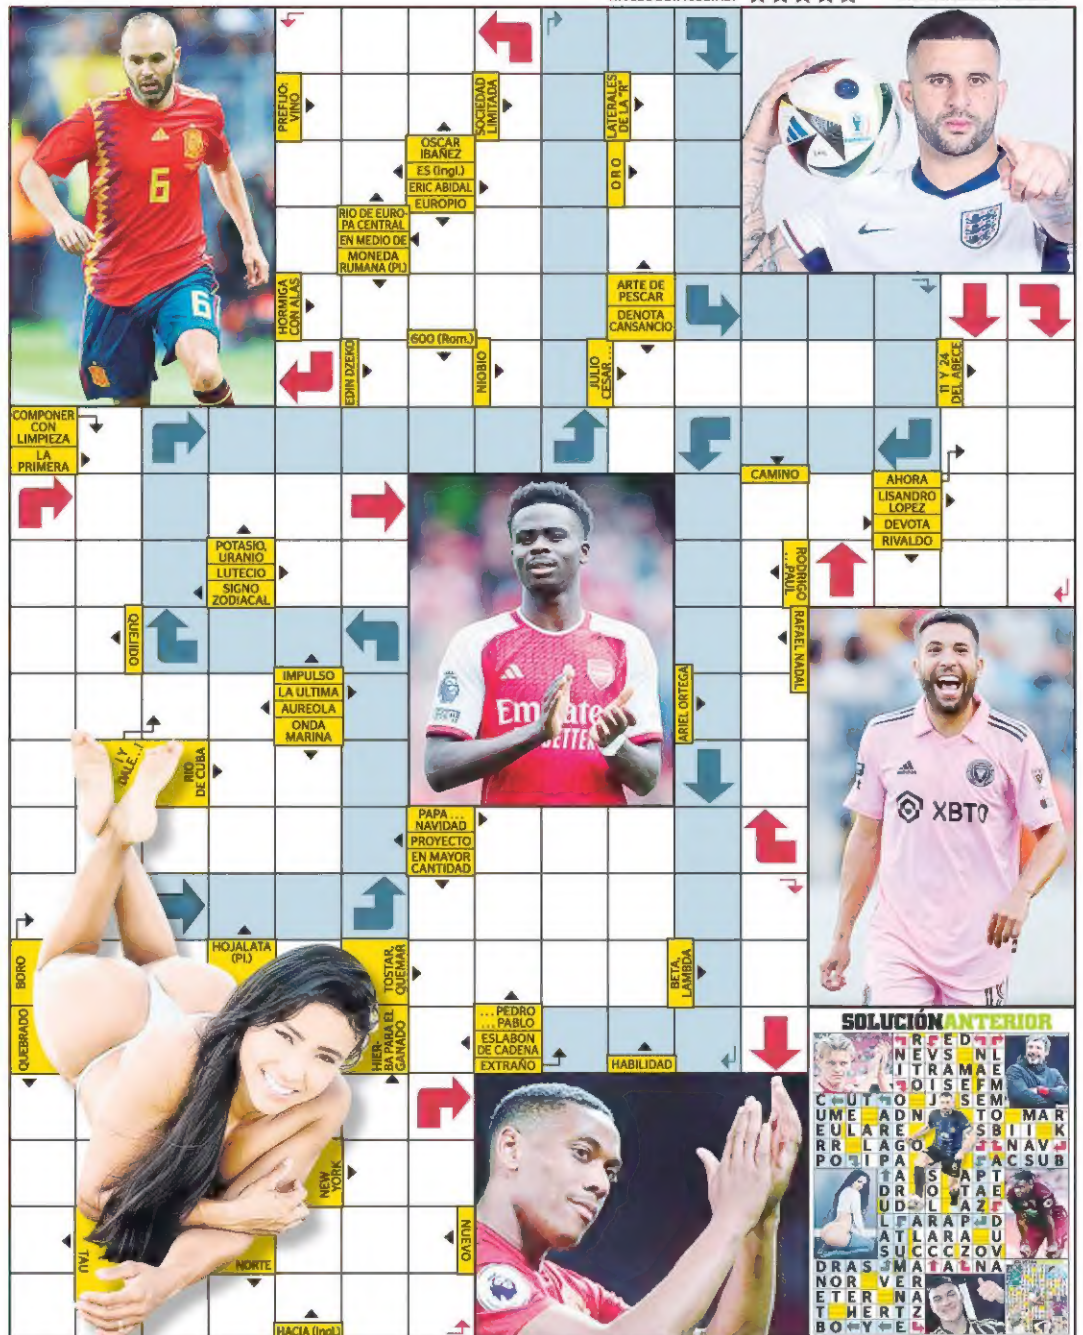 PREFIJO:
VINO
SOCIEDAD
LIMITADA
LATERALES
DE LA "R"
OSCAR
IBAÑEZ
ES (Ingl.)
ERIC ABIDAL
EUROPIO
O R O
6
6
RIO DE EURO-
PA CENTRAL
EN MEDIO DE
MONEDA
RUMANA (Pl.)
HORMIGA
CON ALAS
ARTE DE
PESCAR
DENOTA
CANSANCIO
600 (Rom.)
EDIN DZEKO
NIOBIO
JULIO
CESAR...
11 Y 24
DEL ABECE
COMPONER
CON
LIMPIEZA
LA
PRIMERA
CAMINO
AHORA
LISANDRO
LOPEZ
DEVOTA
RIVALDO
POTASIO,
URANIO
LUTECIO
SIGNO
ZODIACAL
RODRIGO
...PAUL
QUEJIDO
RAFAEL NADAL
IMPULSO
LA ULTIMA
AUREOLA
ONDA
MARINA
ARIEL ORTEGA
¡Y
DALE...!
RIO
DE CUBA
XBTO
PAPA ...
NAVIDAD
PROYECTO
EN MAYOR
CANTIDAD
BORO
HOJALATA
(Pl.)
TOSTAR,
QUEMAR
BETA,
LAMBDA
QUEBRADO
HIER-
BA PARA EL
GANADO
...PEDRO
...PABLO
ESLABON
DE CADENA
EXTRAÑO
HABILIDAD
SOLUCIÓN ANTERIOR
NEW
YORK
NUEVO
TAU
NORTE
HACIA (Ingl.)